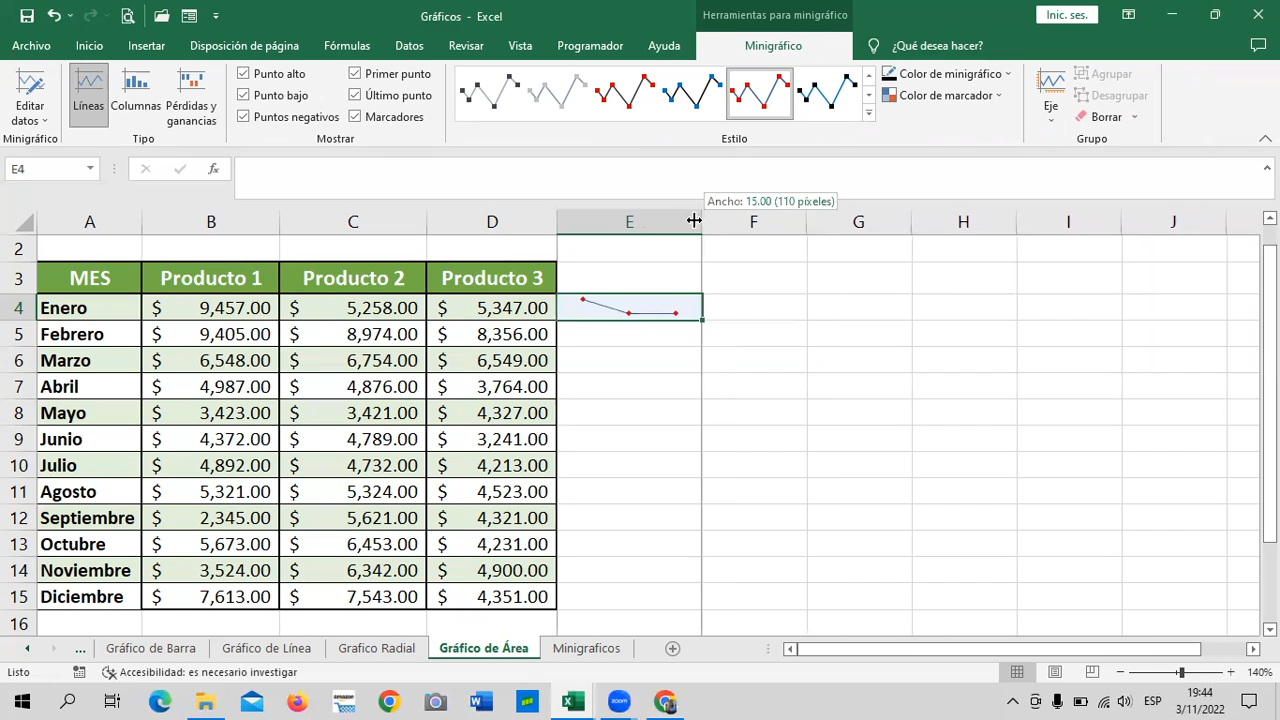 Gráficos - Excel
Herramientas para minigráfico
Inic. ses.
Archivo Inicio Insertar Disposición de página Fórmulas Datos Revisar Vista Programador Ayuda Minigráfico ¿Qué desea hacer?
Editar datos
Líneas
Columnas
Pérdidas y ganancias
Punto alto
Primer punto
Punto bajo
Último punto
Puntos negativos
Marcadores
Color de minigráfico
Color de marcador
Eje
Agrupar
Desagrupar
Borrar
Minigráfico Tipo Mostrar Estilo Grupo
E4
fx
Ancho: 15.00 (110 píxeles)
A B C D E F G H I J
2
3 MES Producto 1 Producto 2 Producto 3
4 Enero $ 9,457.00 $ 5,258.00 $ 5,347.00
5 Febrero $ 9,405.00 $ 8,974.00 $ 8,356.00
6 Marzo $ 6,548.00 $ 6,754.00 $ 6,549.00
7 Abril $ 4,987.00 $ 4,876.00 $ 3,764.00
8 Mayo $ 3,423.00 $ 3,421.00 $ 4,327.00
9 Junio $ 4,372.00 $ 4,789.00 $ 3,241.00
10 Julio $ 4,892.00 $ 4,732.00 $ 4,213.00
11 Agosto $ 5,321.00 $ 5,324.00 $ 4,523.00
12 Septiembre $ 2,345.00 $ 5,621.00 $ 4,321.00
13 Octubre $ 5,673.00 $ 6,453.00 $ 4,231.00
14 Noviembre $ 3,524.00 $ 6,342.00 $ 4,900.00
15 Diciembre $ 7,613.00 $ 7,543.00 $ 4,351.00
16
... Gráfico de Barra Gráfico de Línea Grafico Radial Gráfico de Área Minigraficos
Listo Accesibilidad: es necesario investigar 140%
amazon zoom ESP 19:44
3/11/2022